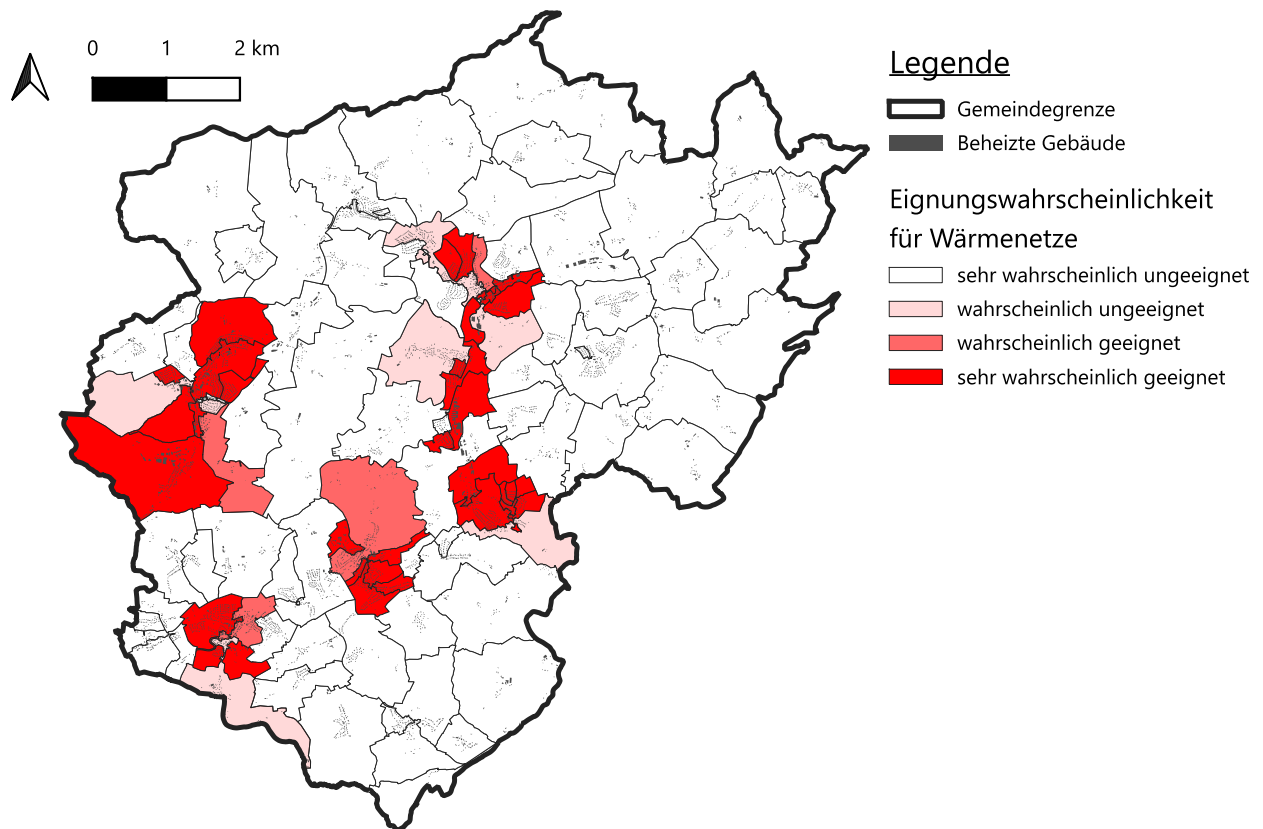 0 1 2 km
Legende
Gemeindegrenze
Beheizte Gebäude
Eignungswahrscheinlichkeit
für Wärmenetze
sehr wahrscheinlich ungeeignet
wahrscheinlich ungeeignet
wahrscheinlich geeignet
sehr wahrscheinlich geeignet